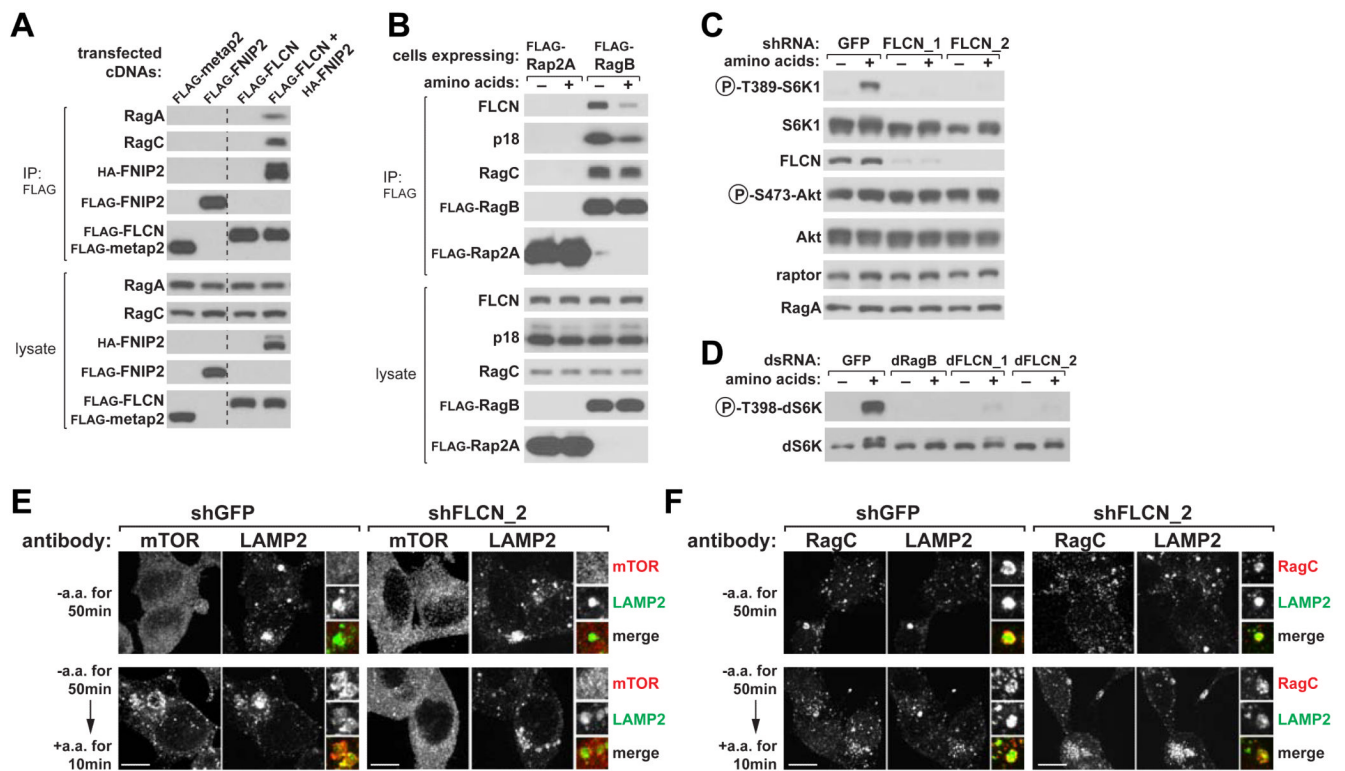 A
transfected
cDNAs:
FLAG-metap2
FLAG-FNIP2
FLAG-FLCN
FLAG-FLCN +
HA-FNIP2
IP:
FLAG
RagA
RagC
HA-FNIP2
FLAG-FNIP2
FLAG-FLCN
FLAG-metap2
lysate
RagA
RagC
HA-FNIP2
FLAG-FNIP2
FLAG-FLCN
FLAG-metap2
B
cells expressing:
FLAG-
Rap2A
FLAG-
RagB
amino acids:
– + – +
IP:
FLAG
FLCN
p18
RagC
FLAG-RagB
FLAG-Rap2A
lysate
FLCN
p18
RagC
FLAG-RagB
FLAG-Rap2A
C
shRNA: GFP FLCN_1 FLCN_2
amino acids: – + – + – +
Ⓟ-T389-S6K1
S6K1
FLCN
Ⓟ-S473-Akt
Akt
raptor
RagA
D
dsRNA: GFP dRagB dFLCN_1 dFLCN_2
amino acids: – + – + – + – +
Ⓟ-T398-dS6K
dS6K
E
shGFP shFLCN_2
antibody: mTOR LAMP2 mTOR LAMP2
-a.a. for
50min
mTOR
LAMP2
merge
-a.a. for
50min
+a.a. for
10min
mTOR
LAMP2
merge
F
shGFP shFLCN_2
antibody: RagC LAMP2 RagC LAMP2
-a.a. for
50min
RagC
LAMP2
merge
-a.a. for
50min
+a.a. for
10min
RagC
LAMP2
merge